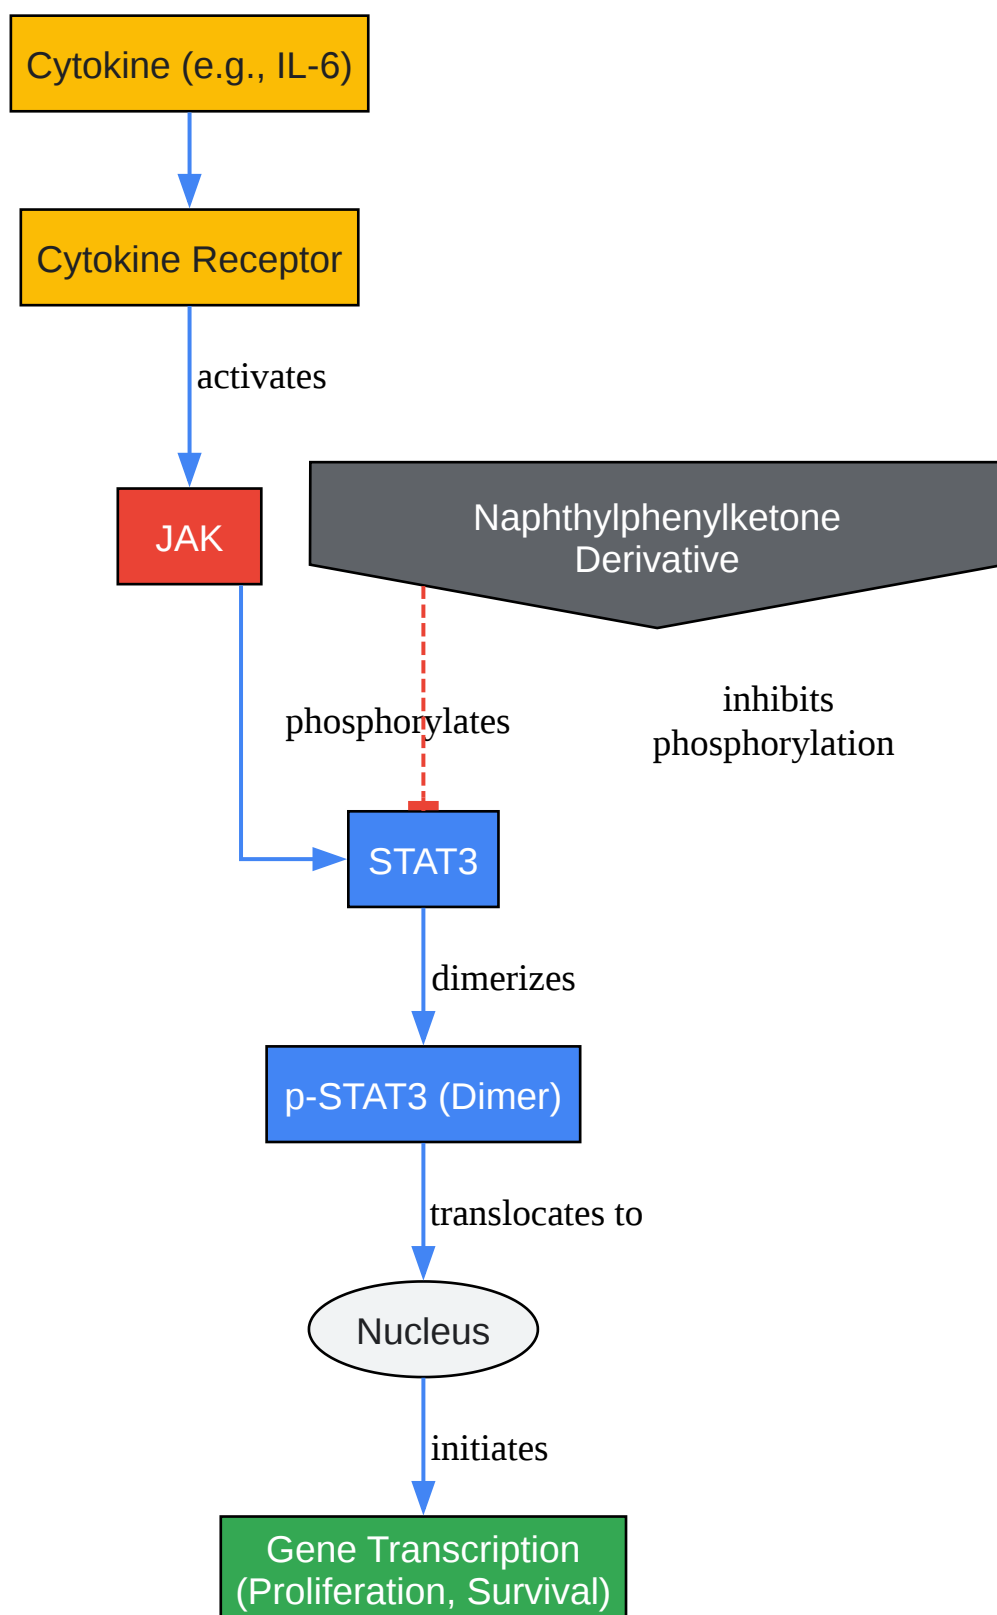 Cytokine (e.g., IL-6)
Cytokine Receptor
activates
JAK
Naphthylphenylketone
Derivative
phosphorylates
inhibits
phosphorylation
STAT3
dimerizes
p-STAT3 (Dimer)
translocates to
Nucleus
initiates
Gene Transcription
(Proliferation, Survival)